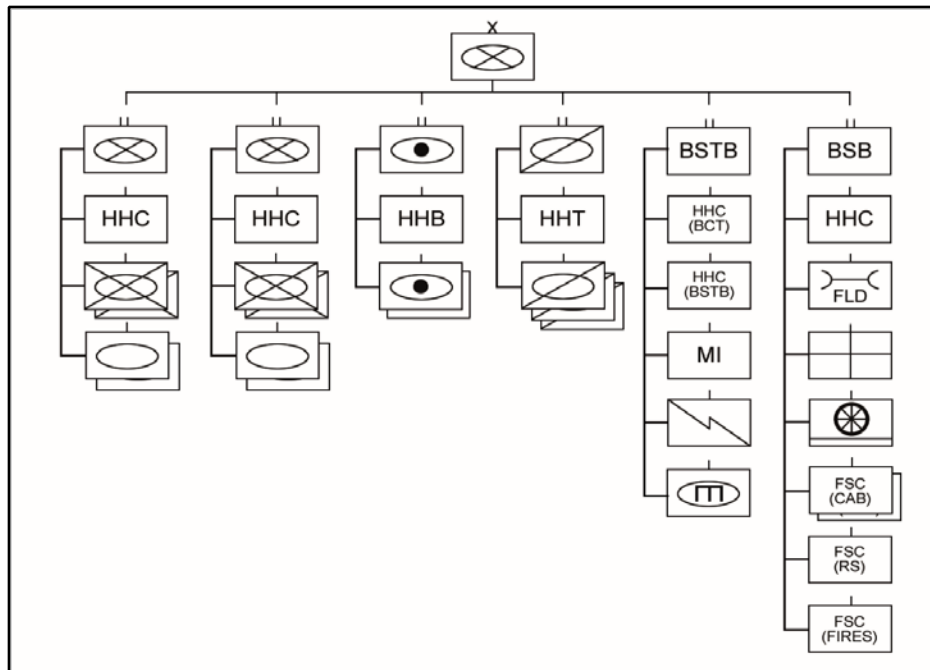 X
BSTB
BSB
HHC
HHC
HHB
HHT
HHC
(BCT)
HHC
HHC
(BSTB)
FLD
MI
FSC
(CAB)
FSC
(RS)
FSC
(FIRES)